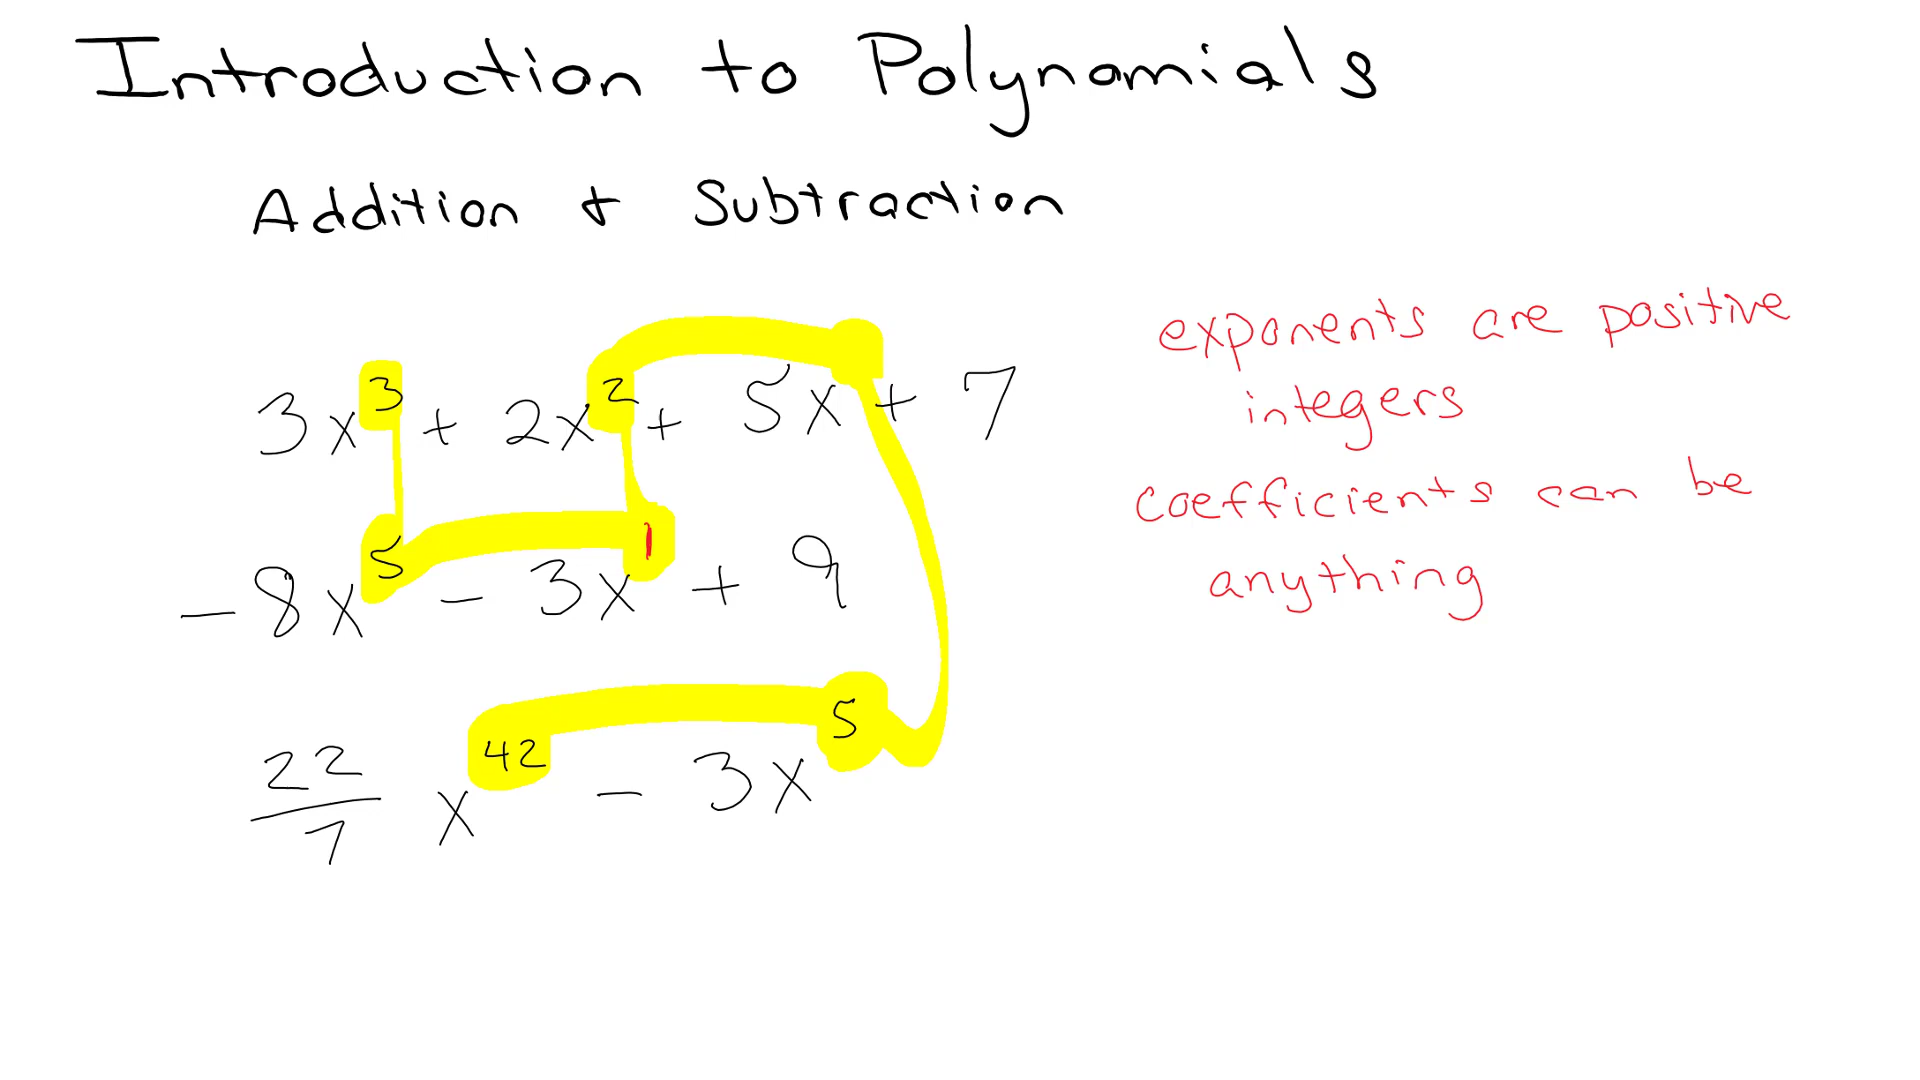 Introduction to Polynamials
Addition & Subtraction
3x³ + 2x² + 5x + 7
-8x⁵ - 3x¹ + 9
22/7 x⁴² - 3x⁵
exponents are positive
integers
coefficients can be
anything